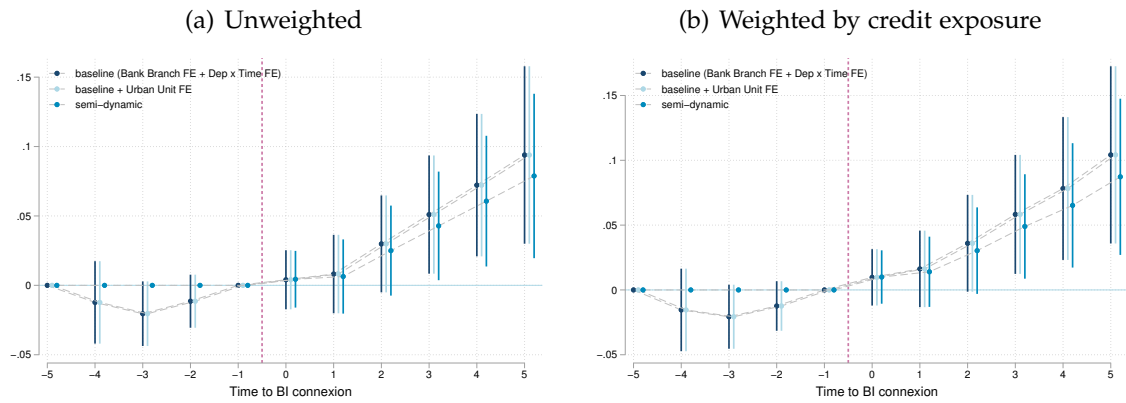 (a) Unweighted
baseline (Bank Branch FE + Dep x Time FE)
baseline + Urban Unit FE
semi−dynamic
.15
.1
.05
0
−.05
−5 −4 −3 −2 −1 0 1 2 3 4 5
Time to BI connexion
(b) Weighted by credit exposure
baseline (Bank Branch FE + Dep x Time FE)
baseline + Urban Unit FE
semi−dynamic
.15
.1
.05
0
−.05
−5 −4 −3 −2 −1 0 1 2 3 4 5
Time to BI connexion